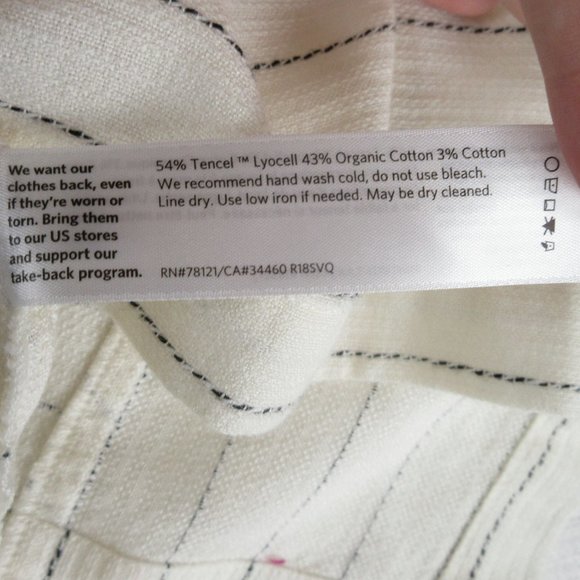 We want our
clothes back, even
if they're worn or
torn. Bring them
to our US stores
and support our
take-back program.
54% Tencel ™ Lyocell 43% Organic Cotton 3% Cotton
We recommend hand wash cold, do not use bleach.
Line dry. Use low iron if needed. May be dry cleaned.
RN#78121/CA#34460 R18SVQ